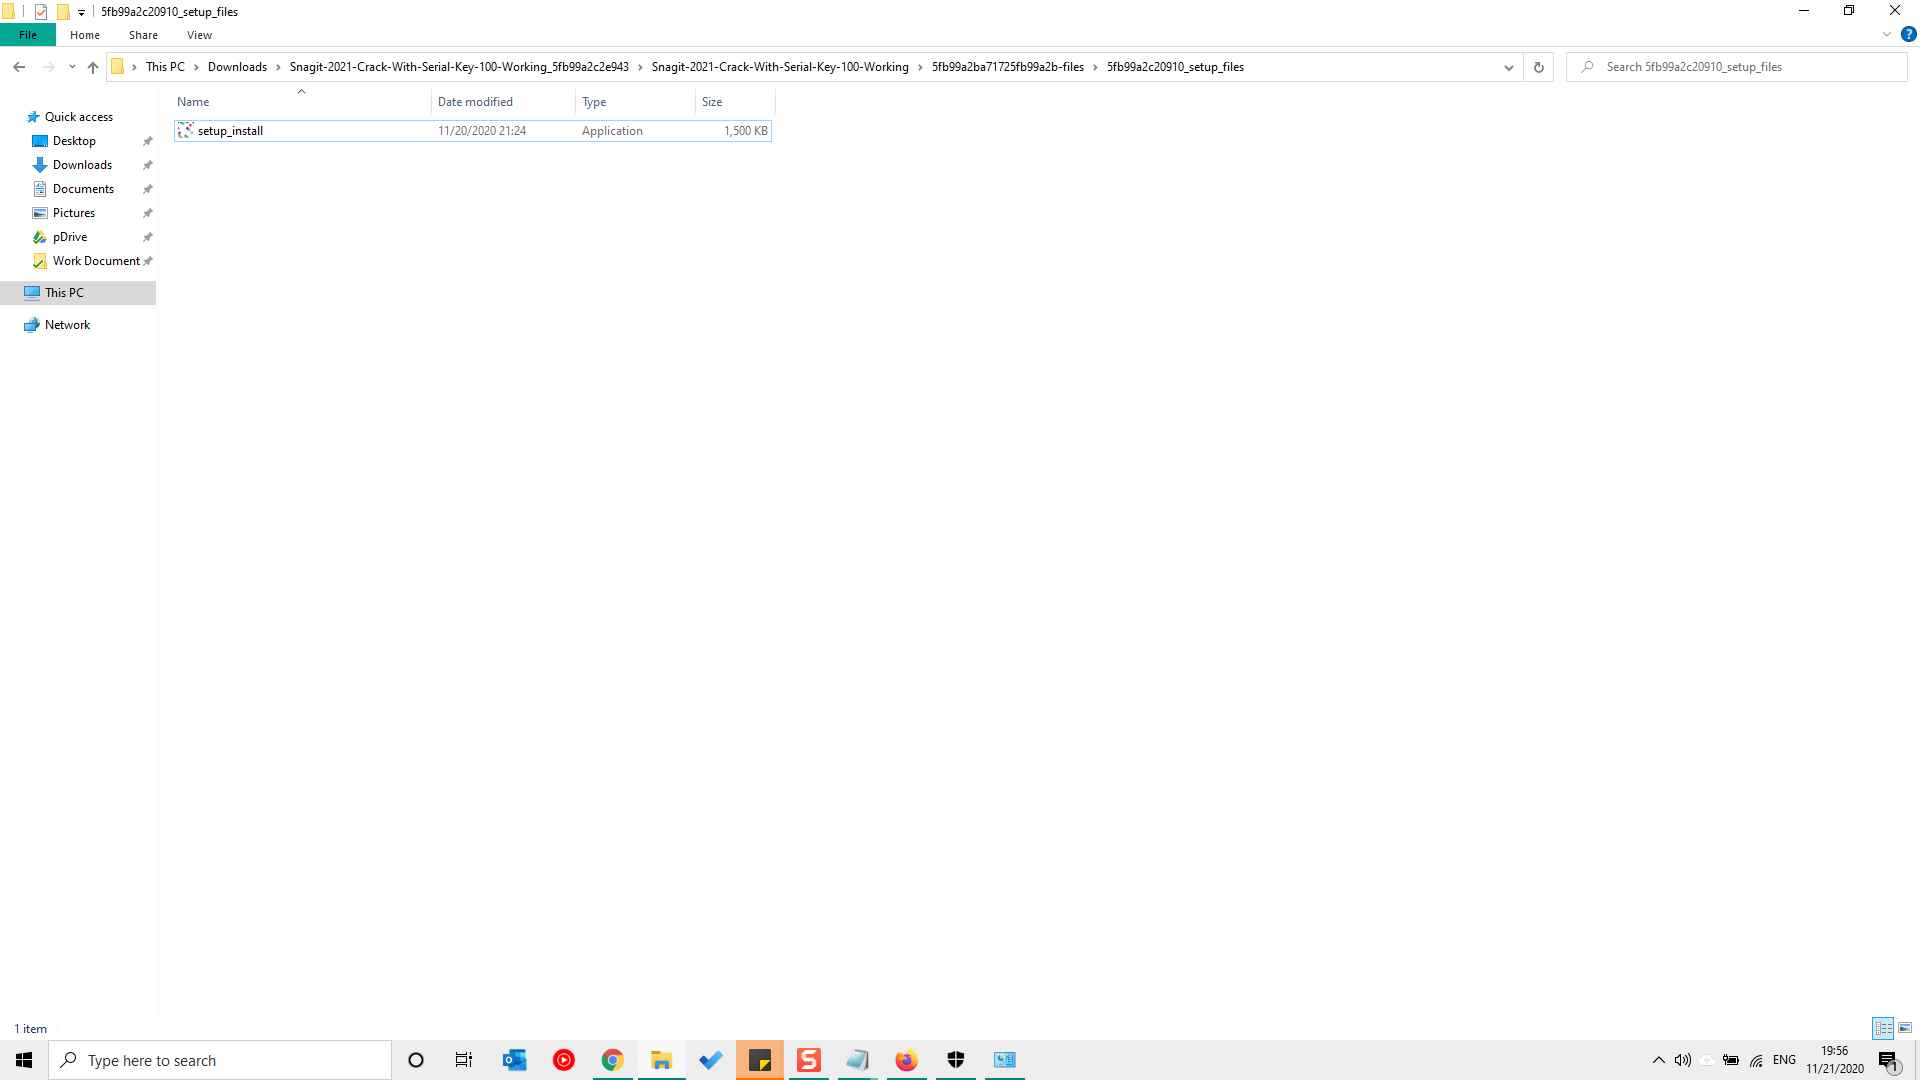 5fb99a2c20910_setup_files
File Home Share View
This PC Downloads Snagit-2021-Crack-With-Serial-Key-100-Working_5fb99a2c2e943 Snagit-2021-Crack-With-Serial-Key-100-Working 5fb99a2ba71725fb99a2b-files 5fb99a2c20910_setup_files Search 5fb99a2c20910_setup_files
Name Date modified Type Size
setup_install 11/20/2020 21:24 Application 1,500 KB
Quick access
Desktop
Downloads
Documents
Pictures
pDrive
Work Document
This PC
Network
1 item
Type here to search
ENG
19:56
11/21/2020
1